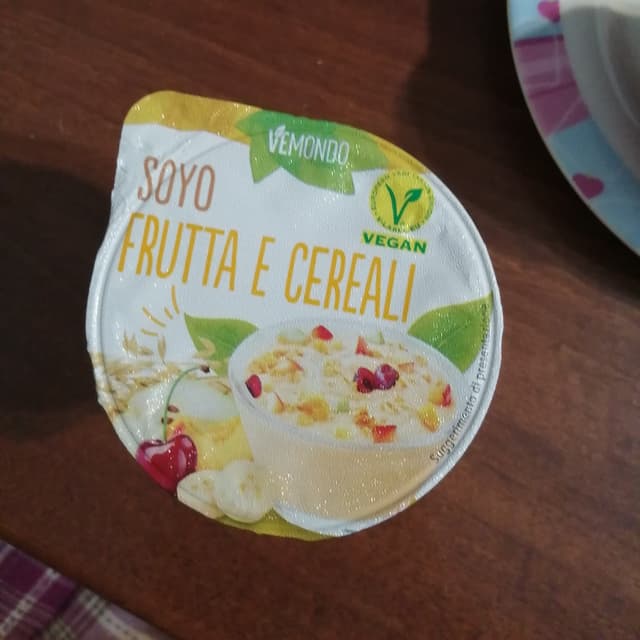 VEMONDO
SOYO
FRUTTA E CEREALI
VEGAN
Suggerimento di presentazione